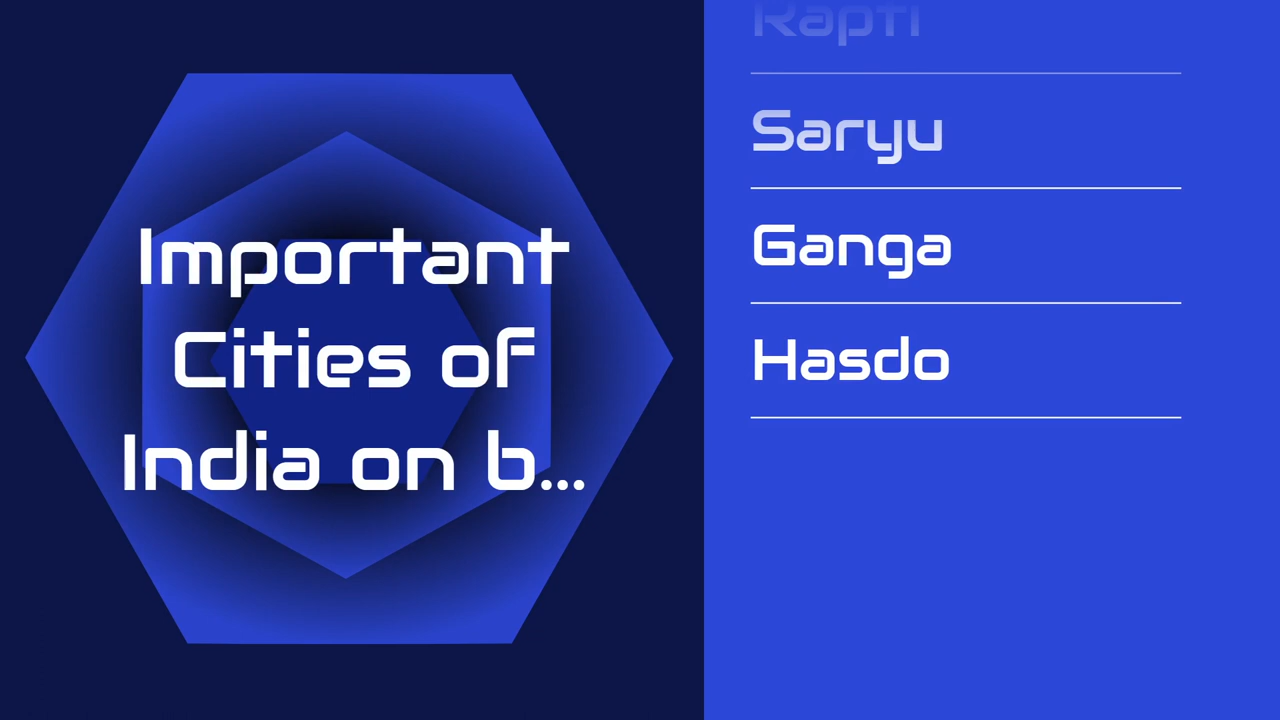 Important
Cities of
India on b...
Rapti
Saryu
Ganga
Hasdo